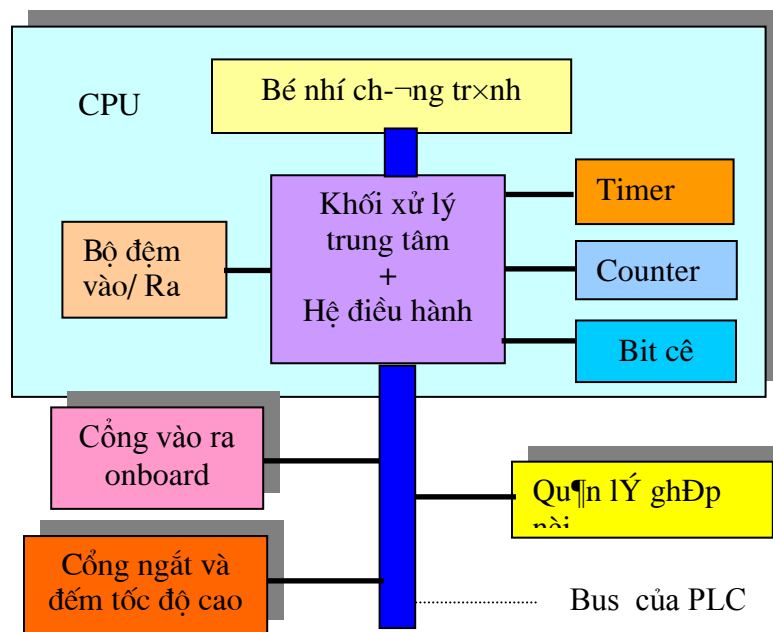 Bé nhí ch-¬ng tr×nh
CPU
Khối xử lý
trung tâm
+
Hệ điều hành
Timer
Bộ đệm
vào/ Ra
Counter
Bit cê
Cổng vào ra
onboard
Qu¶n lÝ ghÐp
nèi
Cổng ngắt và
đếm tốc độ cao
Bus của PLC